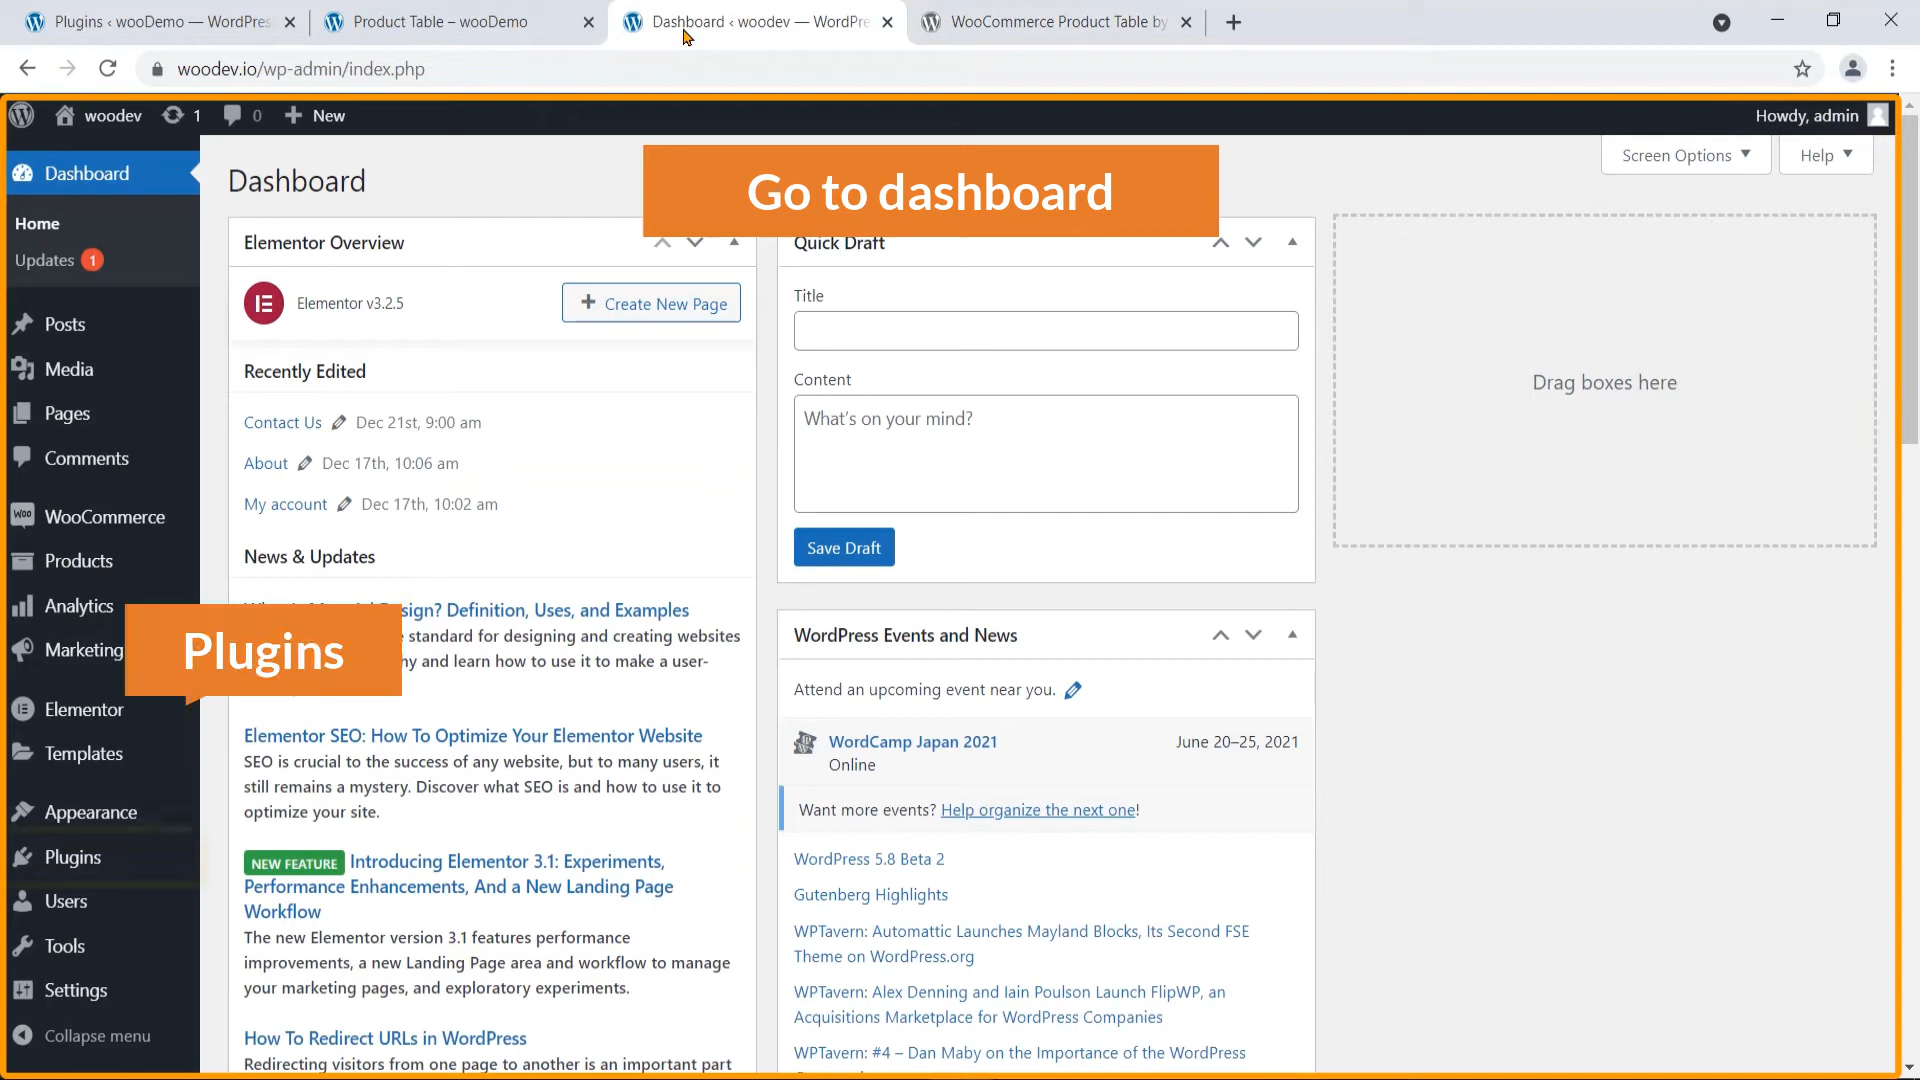 Plugins ‹ wooDemo — WordPres
Product Table – wooDemo
Dashboard ‹ woodev — WordPre
WooCommerce Product Table by
woodev.io/wp-admin/index.php
woodev
1
0
New
Howdy, admin
Dashboard
Home
Updates 1
Posts
Media
Pages
Comments
Woo
WooCommerce
Products
Analytics
Marketing
Elementor
Templates
Appearance
Plugins
Users
Tools
Settings
Collapse menu
Plugins
Dashboard
Go to dashboard
Screen Options
Help
Elementor Overview
Elementor v3.2.5
Create New Page
Recently Edited
Contact Us Dec 21st, 9:00 am
About Dec 17th, 10:06 am
My account Dec 17th, 10:02 am
News & Updates
Design? Definition, Uses, and Examples
standard for designing and creating websites
and learn how to use it to make a user-
Elementor SEO: How To Optimize Your Elementor Website
SEO is crucial to the success of any website, but to many users, it
still remains a mystery. Discover what SEO is and how to use it to
optimize your site.
NEW FEATURE Introducing Elementor 3.1: Experiments,
Performance Enhancements, And a New Landing Page
Workflow
The new Elementor version 3.1 features performance
improvements, a new Landing Page area and workflow to manage
your marketing pages, and exploratory experiments.
How To Redirect URLs in WordPress
Redirecting visitors from one page to another is an important part
Quick Draft
Title
Content
What's on your mind?
Save Draft
WordPress Events and News
Attend an upcoming event near you.
WordCamp Japan 2021 June 20–25, 2021
Online
Want more events? Help organize the next one!
WordPress 5.8 Beta 2
Gutenberg Highlights
WPTavern: Automattic Launches Mayland Blocks, Its Second FSE
Theme on WordPress.org
WPTavern: Alex Denning and Iain Poulson Launch FlipWP, an
Acquisitions Marketplace for WordPress Companies
WPTavern: #4 – Dan Maby on the Importance of the WordPress
Drag boxes here